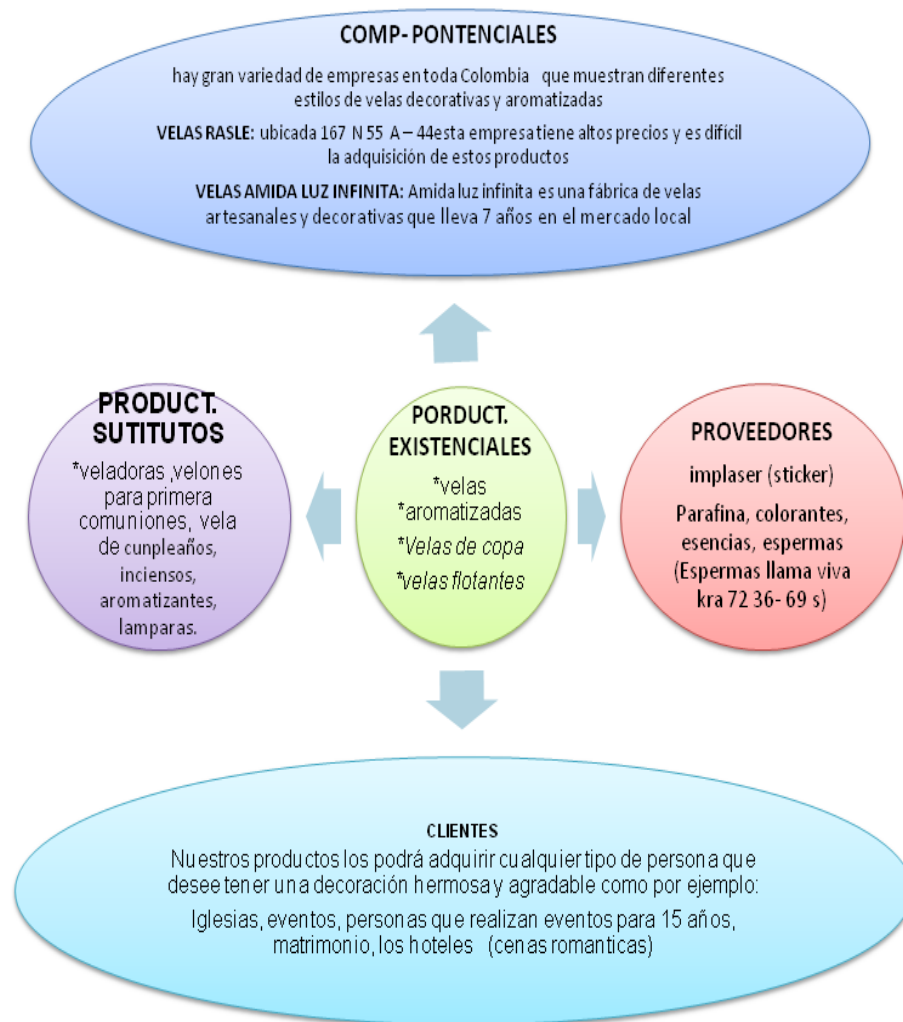 COMP- PONTENCIALES
hay gran variedad de empresas en toda Colombia que muestran diferentes
estilos de velas decorativas y aromatizadas
VELAS RASLE: ubicada 167 N 55 A – 44esta empresa tiene altos precios y es difícil
la adquisición de estos productos
VELAS AMIDA LUZ INFINITA: Amida luz infinita es una fábrica de velas
artesanales y decorativas que lleva 7 años en el mercado local
PRODUCT.
SUTITUTOS
*veladoras ,velones
para primera
comuniones, vela
de cunpleaños,
inciensos,
aromatizantes,
lamparas.
PORDUCT.
EXISTENCIALES
*velas
*aromatizadas
*Velas de copa
*velas flotantes
PROVEEDORES
implaser (sticker)
Parafina, colorantes,
esencias, espermas
(Espermas llama viva
kra 72 36- 69 s)
CLIENTES
Nuestros productos los podrá adquirir cualquier tipo de persona que
desee tener una decoración hermosa y agradable como por ejemplo:
Iglesias, eventos, personas que realizan eventos para 15 años,
matrimonio, los hoteles (cenas romanticas)